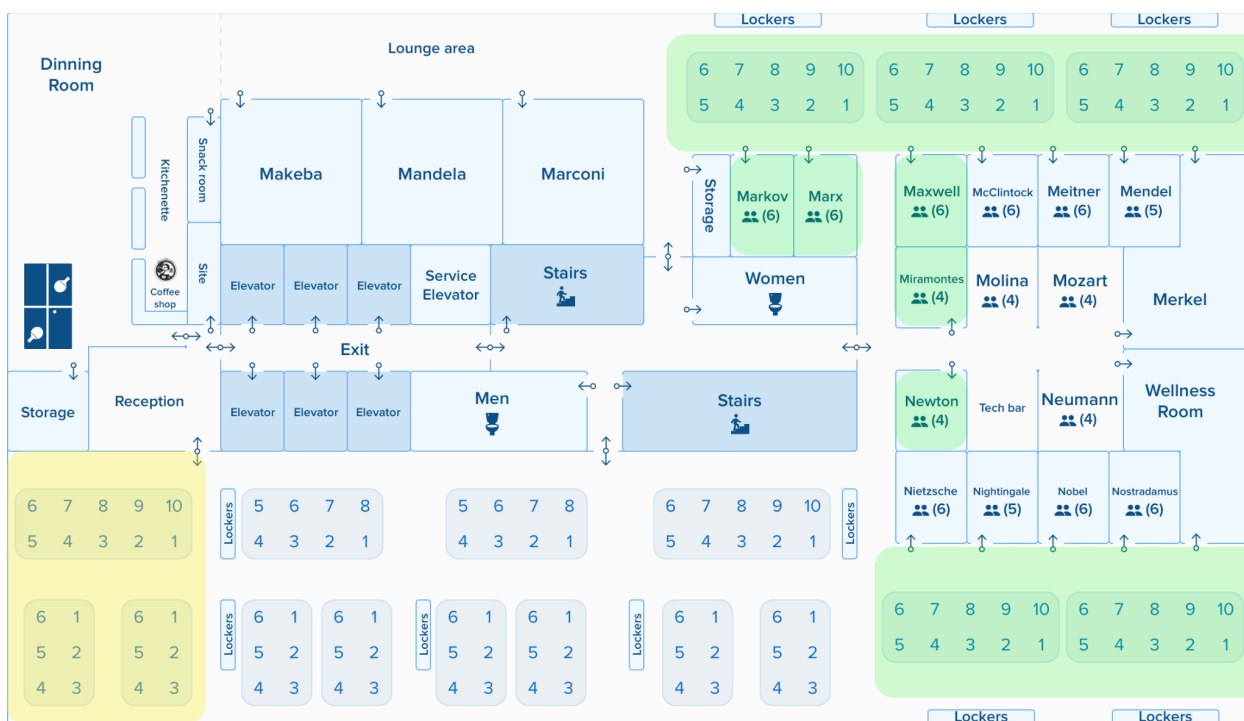 Lockers
Lockers
Lockers
Dinning
Room
Lounge area
6 7 8 9 10
5 4 3 2 1
6 7 8 9 10
5 4 3 2 1
6 7 8 9 10
5 4 3 2 1
Kitchenette
Snack room
Makeba
Mandela
Marconi
Storage
Markov
(6)
Marx
(6)
Maxwell
(6)
McClintock
(6)
Meitner
(6)
Mendel
(5)
Coffee
shop
Site
Elevator
Elevator
Elevator
Service
Elevator
Stairs
Women
Miramontes
(4)
Molina
(4)
Mozart
(4)
Merkel
Exit
Storage
Reception
Elevator
Elevator
Elevator
Men
Stairs
Newton
(4)
Tech bar
Neumann
(4)
Wellness
Room
Nietzsche
(6)
Nightingale
(5)
Nobel
(6)
Nostradamus
(6)
6 7 8 9 10
5 4 3 2 1
Lockers
5 6 7 8
4 3 2 1
5 6 7 8
4 3 2 1
6 7 8 9 10
5 4 3 2 1
Lockers
6 1
5 2
4 3
6 1
5 2
4 3
Lockers
6 1
5 2
4 3
6 1
5 2
4 3
Lockers
6 1
5 2
4 3
6 1
5 2
4 3
Lockers
6 1
5 2
4 3
6 1
5 2
4 3
6 7 8 9 10
5 4 3 2 1
6 7 8 9 10
5 4 3 2 1
Lockers
Lockers